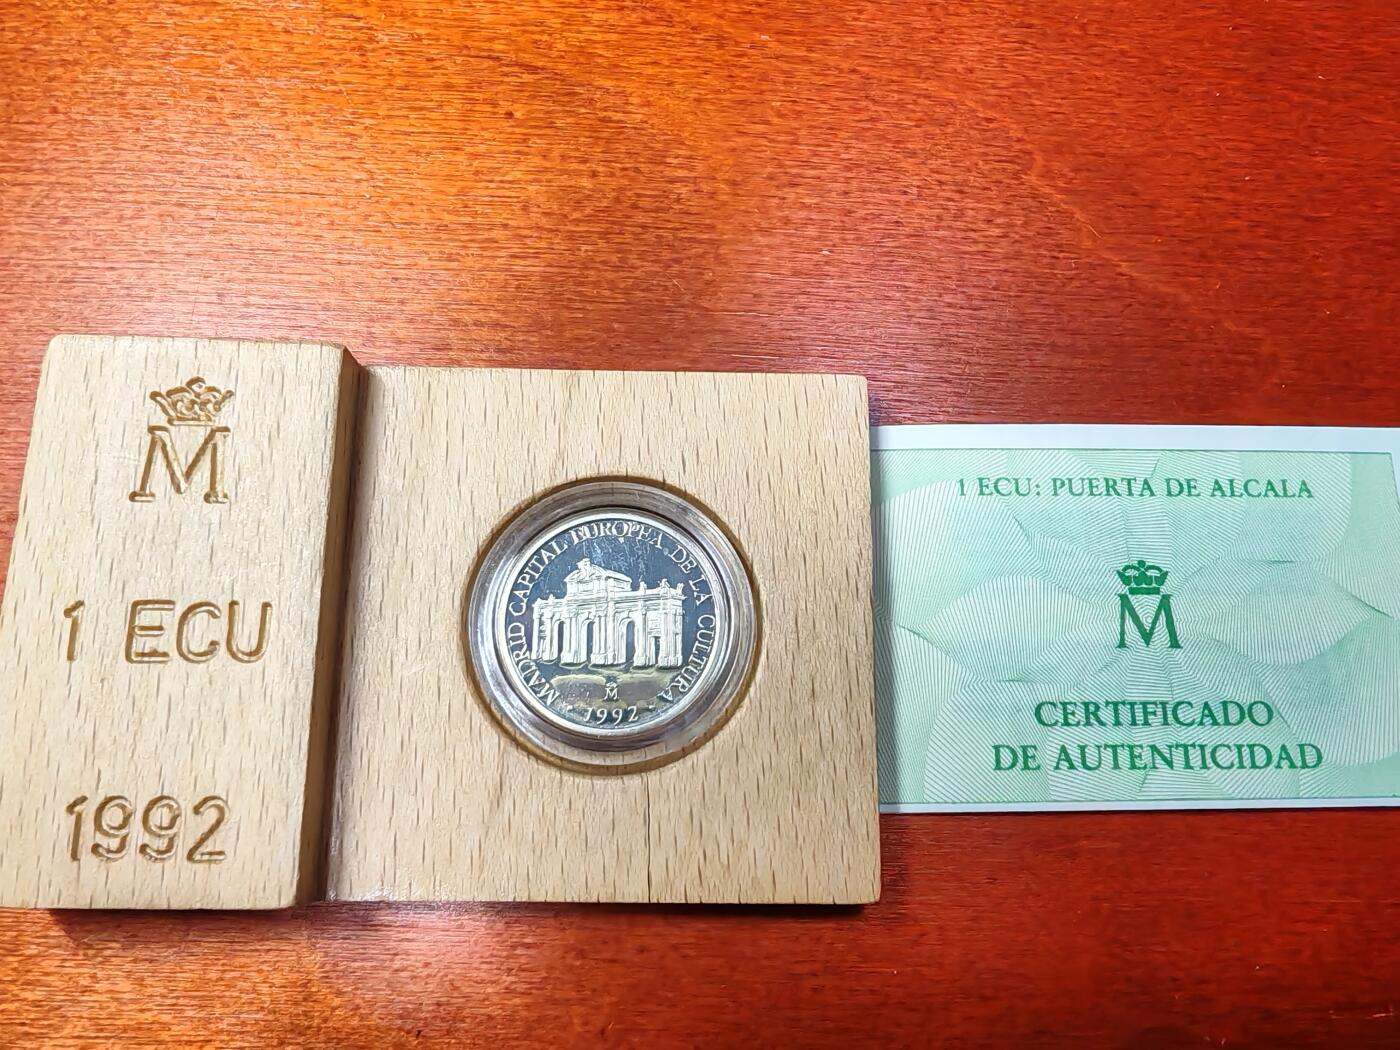 M
1 ECU
1992
MADRID CAPITAL EUROPEA DE LA CULTURA
M
1992
1 ECU: PUERTA DE ALCALA
M
CERTIFICADO
DE AUTENTICIDAD